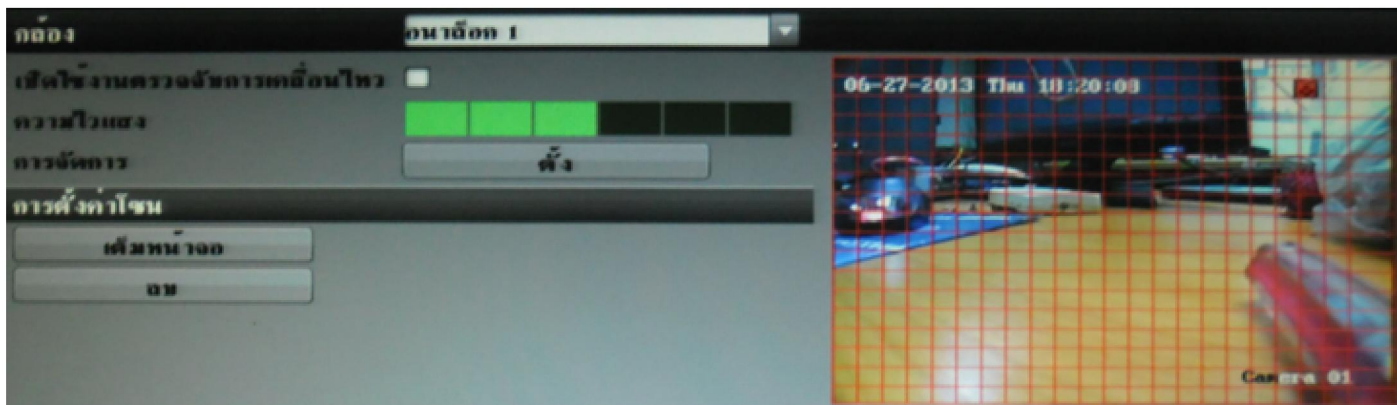 กล้อง
อนาล็อก 1
เปิดใช้งานตรวจจับการเคลื่อนไหว
ความไวแสง
การจัดการ
ตั้ง
การตั้งค่าโซน
เต็มหน้าจอ
ลบ
06-27-2013 Thu 18:20:08
Camera 01